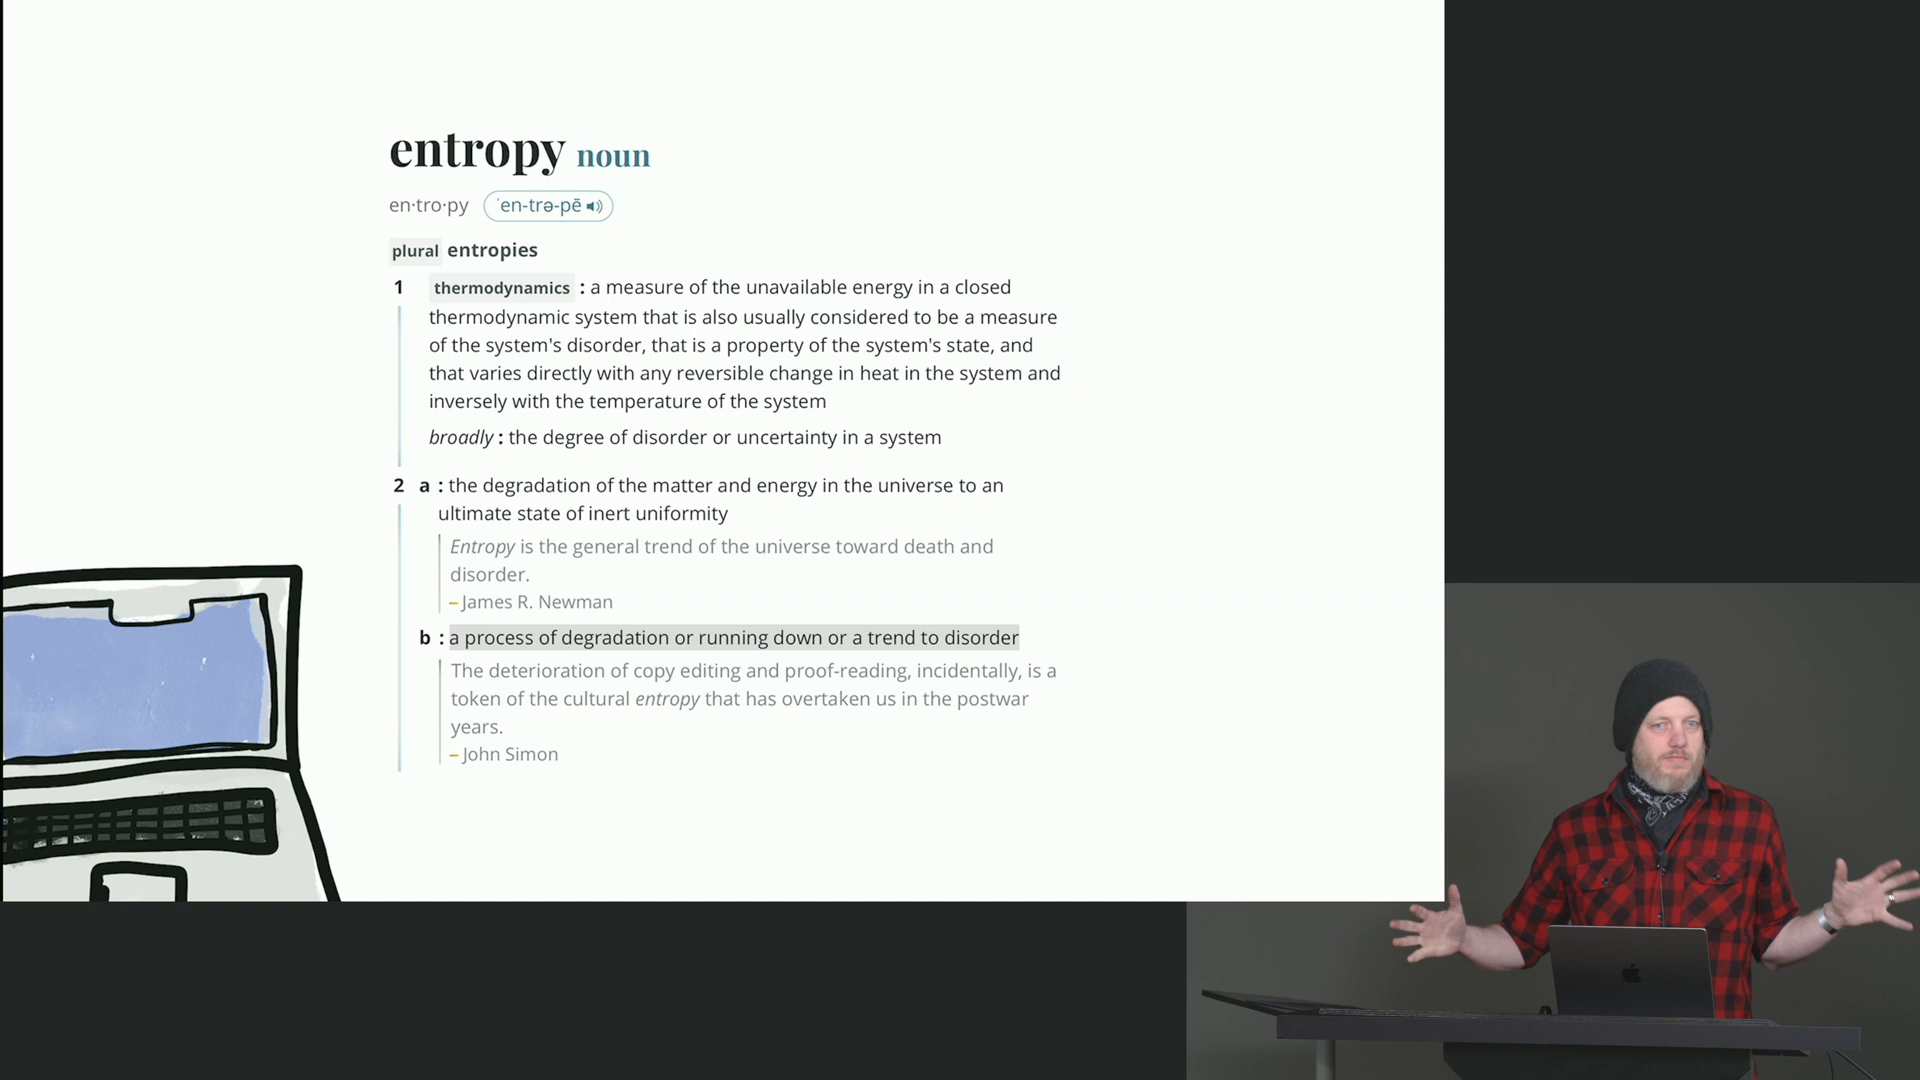 entropy noun
en·tro·py ˈen-trə-pē
plural entropies
1 thermodynamics : a measure of the unavailable energy in a closed
thermodynamic system that is also usually considered to be a measure
of the system's disorder, that is a property of the system's state, and
that varies directly with any reversible change in heat in the system and
inversely with the temperature of the system
broadly : the degree of disorder or uncertainty in a system
2 a : the degradation of the matter and energy in the universe to an
ultimate state of inert uniformity
Entropy is the general trend of the universe toward death and
disorder.
– James R. Newman
b : a process of degradation or running down or a trend to disorder
The deterioration of copy editing and proof-reading, incidentally, is a
token of the cultural entropy that has overtaken us in the postwar
years.
– John Simon